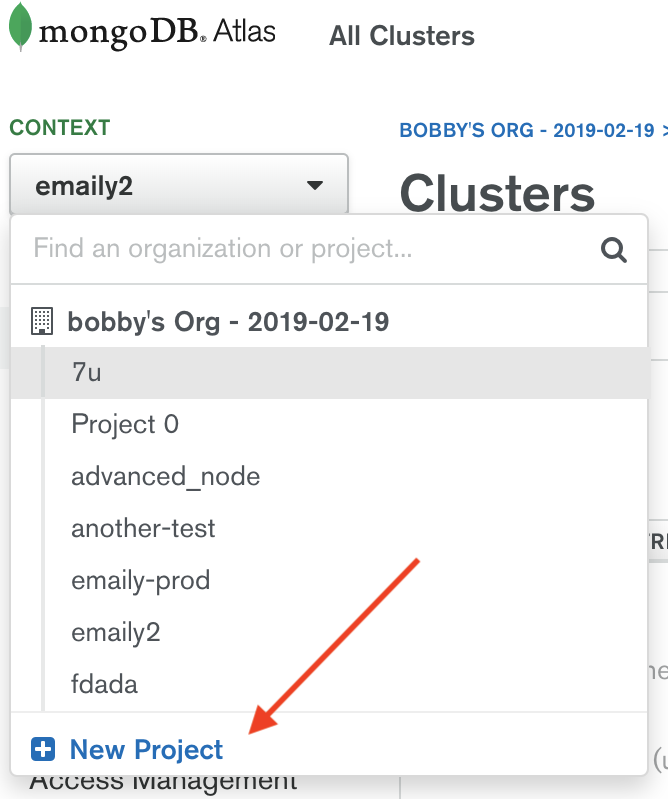 mongoDB® Atlas
All Clusters
CONTEXT
BOBBY'S ORG - 2019-02-19 >
emaily2
Clusters
Find an organization or project...
bobby's Org - 2019-02-19
7u
Project 0
advanced_node
another-test
emaily-prod
emaily2
fdada
New Project
Access Management